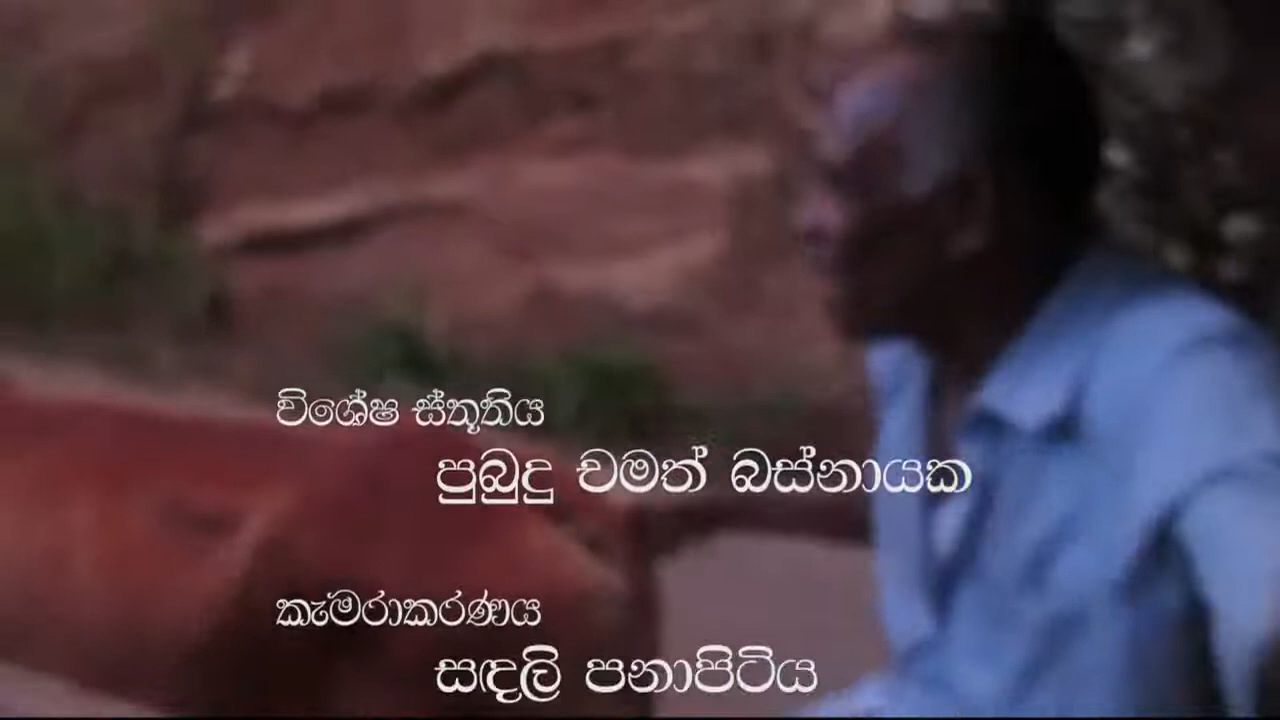 විශේෂ ස්තූතිය
පුබුදු චමත් බස්නායක
කැමරාකරණය
සඳලි පනාපිටිය